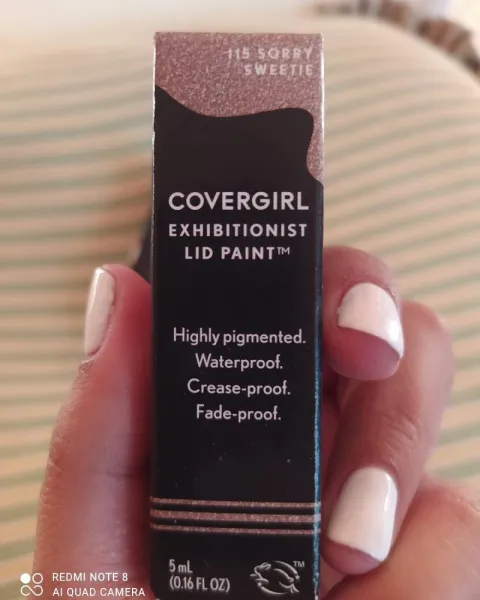 115 SORRY
SWEETIE
COVERGIRL
EXHIBITIONIST
LID PAINT™
Highly pigmented.
Waterproof.
Crease-proof.
Fade-proof.
5 mL
(0.16 FL OZ)
TM
REDMI NOTE 8
AI QUAD CAMERA